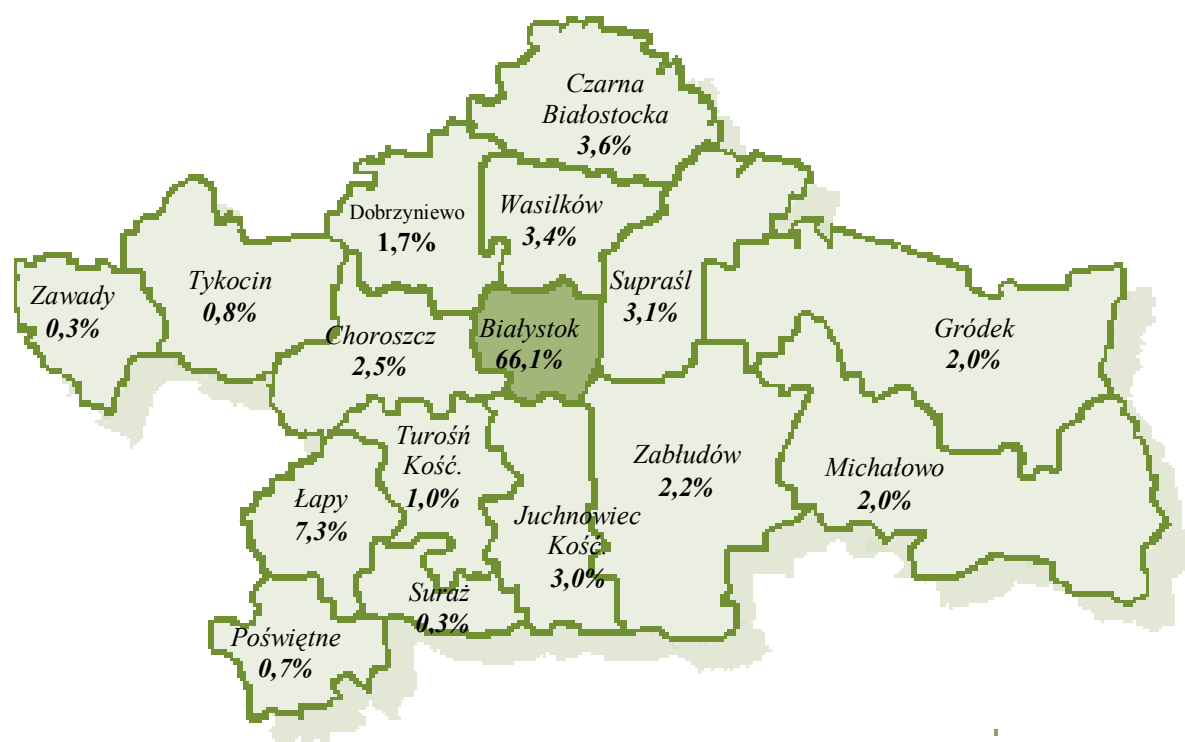 Czarna
Białostocka
3,6%
Dobrzyniewo
1,7%
Wasilków
3,4%
Zawady
0,3%
Tykocin
0,8%
Choroszcz
2,5%
Białystok
66,1%
Supraśl
3,1%
Gródek
2,0%
Turośń
Kość.
1,0%
Łapy
7,3%
Juchnowiec
Kość.
3,0%
Zabłudów
2,2%
Michałowo
2,0%
Suraż
0,3%
Poświętne
0,7%